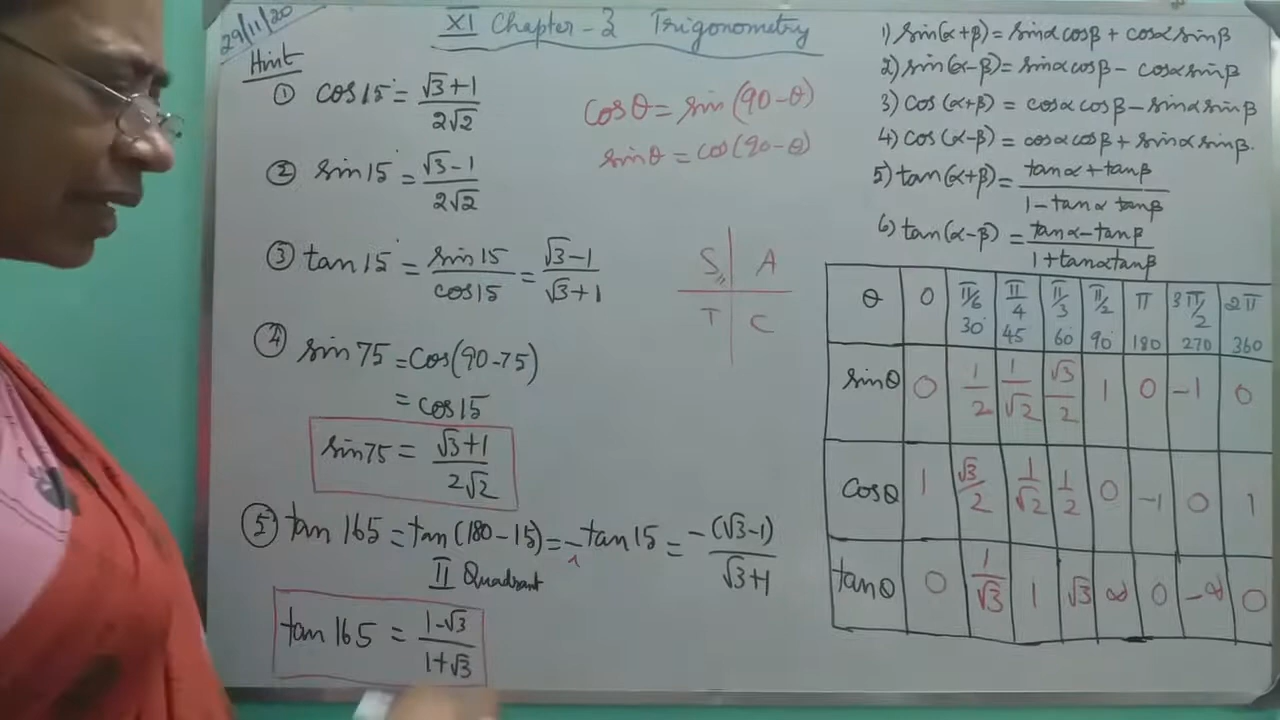 29/11/20
XI Chapter - 3 Trigonometry
Hint
① cos 15° = (√3+1)/(2√2)
② sin 15° = (√3-1)/(2√2)
③ tan 15° = sin 15/cos 15 = (√3-1)/(√3+1)
④ sin 75 = cos(90-75)
= cos 15
sin 75 = (√3+1)/(2√2)
⑤ tan 165 = tan(180-15) = -tan 15 = -(√3-1)/(√3+1)
II Quadrant
tan 165 = (1-√3)/(1+√3)
cosθ = sin(90-θ)
sinθ = cos(90-θ)
S A
T C
1) sin(α+β) = sinα cosβ + cosα sinβ
2) sin(α-β) = sinα cosβ - cosα sinβ
3) cos(α+β) = cosα cosβ - sinα sinβ
4) cos(α-β) = cosα cosβ + sinα sinβ.
5) tan(α+β) = (tanα + tanβ)/(1 - tanα tanβ)
6) tan(α-β) = (tanα - tanβ)/(1 + tanα tanβ)
θ 0 π/6 π/4 π/3 π/2 π 3π/2 2π
30° 45 60 90 180 270 360
sinθ 0 1/2 1/√2 √3/2 1 0 -1 0
cosθ 1 √3/2 1/√2 1/2 0 -1 0 1
tanθ 0 1/√3 1 √3 ∞ 0 -∞ 0